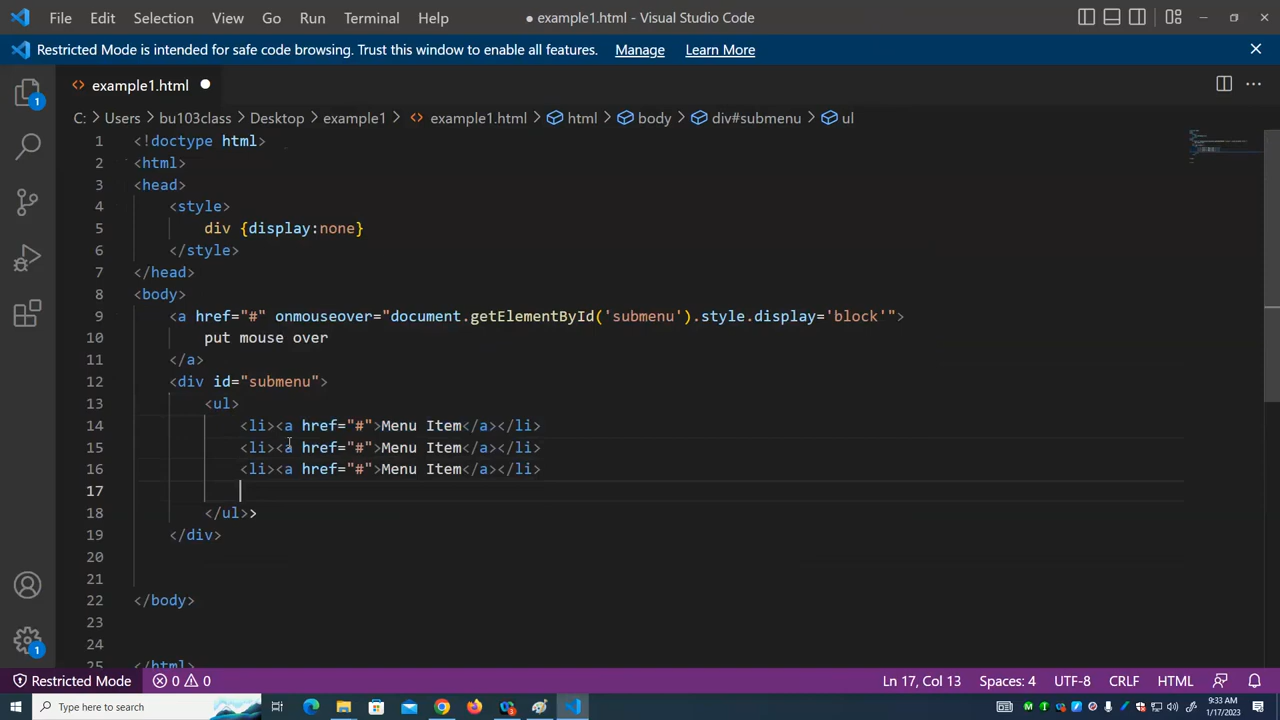 File Edit Selection View Go Run Terminal Help ● example1.html - Visual Studio Code
Restricted Mode is intended for safe code browsing. Trust this window to enable all features. Manage Learn More
example1.html
C: > Users > bu103class > Desktop > example1 > example1.html > html > body > div#submenu > ul
1 <!doctype html>
2 <html>
3 <head>
4 <style>
5 div {display:none}
6 </style>
7 </head>
8 <body>
9 <a href="#" onmouseover="document.getElementById('submenu').style.display='block'">
10 put mouse over
11 </a>
12 <div id="submenu">
13 <ul>
14 <li><a href="#">Menu Item</a></li>
15 <li><a href="#">Menu Item</a></li>
16 <li><a href="#">Menu Item</a></li>
17
18 </ul>>
19 </div>
20
21
22 </body>
23
24
25 </html>
1
1
Restricted Mode 0 0 Ln 17, Col 13 Spaces: 4 UTF-8 CRLF HTML
Type here to search
9:33 AM
1/17/2023